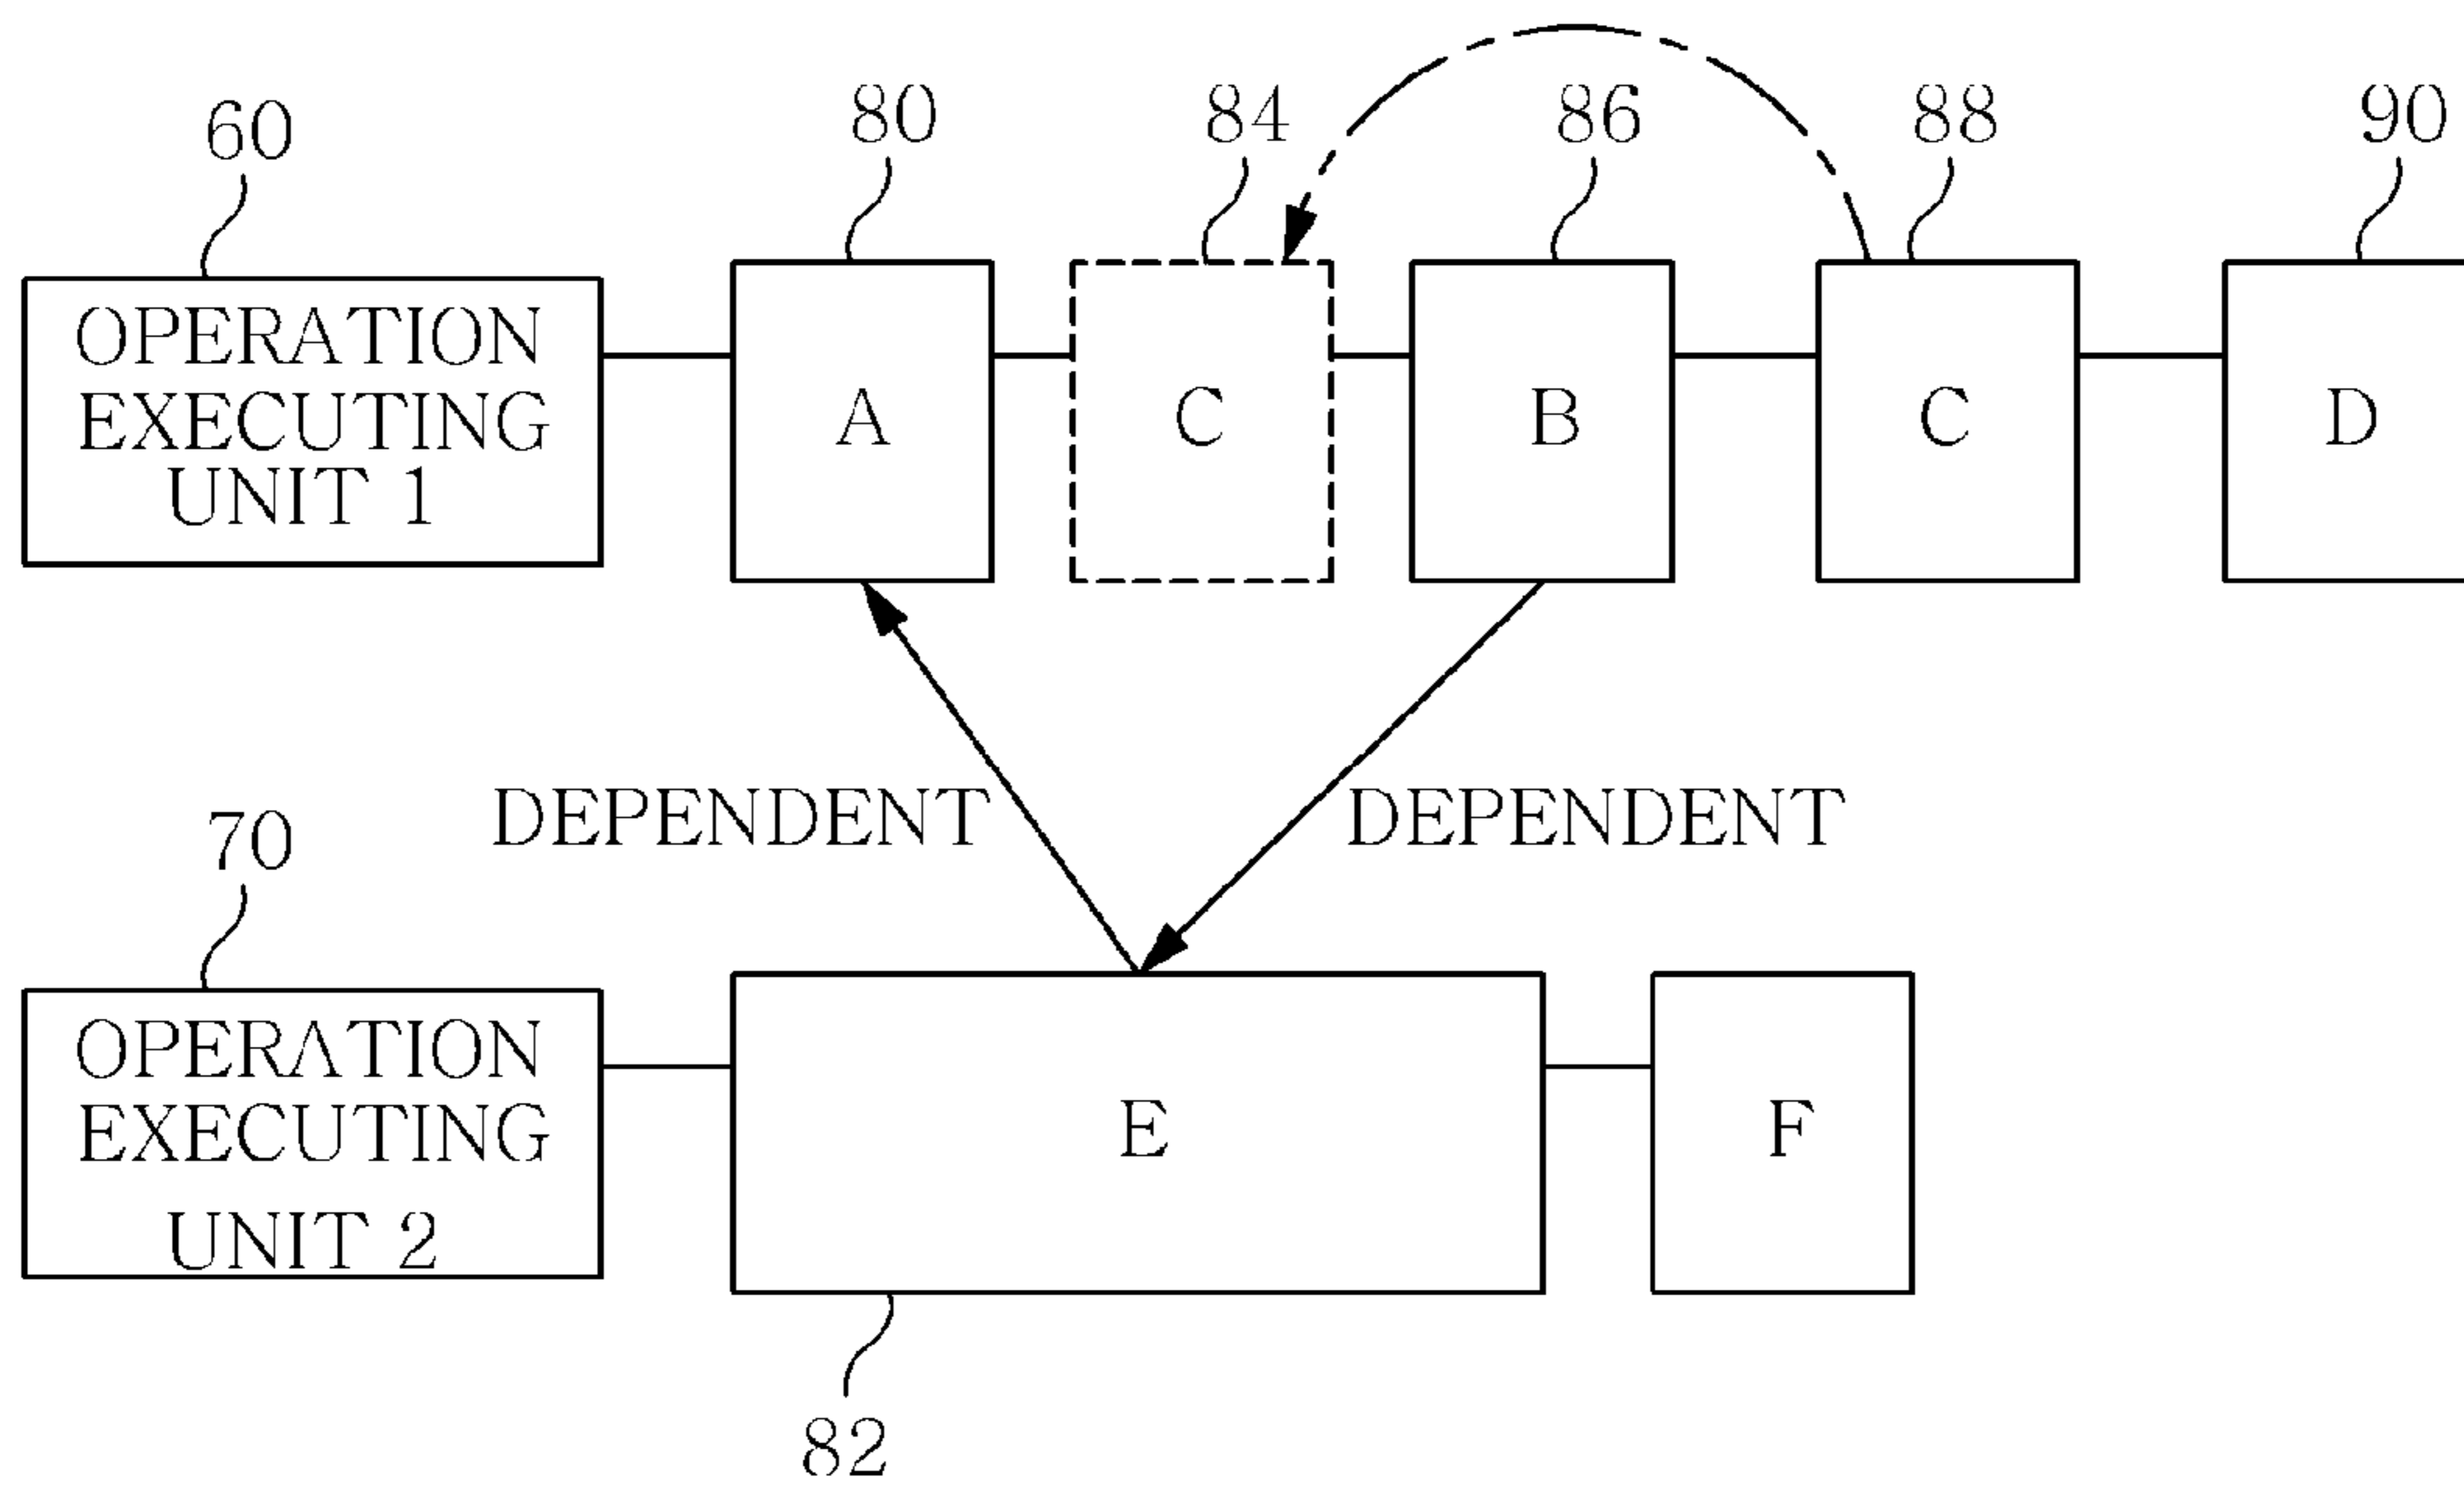 60
80
84
86
88
90
OPERATION
EXECUTING
UNIT 1
A
C
B
C
D
DEPENDENT
DEPENDENT
70
OPERATION
EXECUTING
UNIT 2
E
F
82